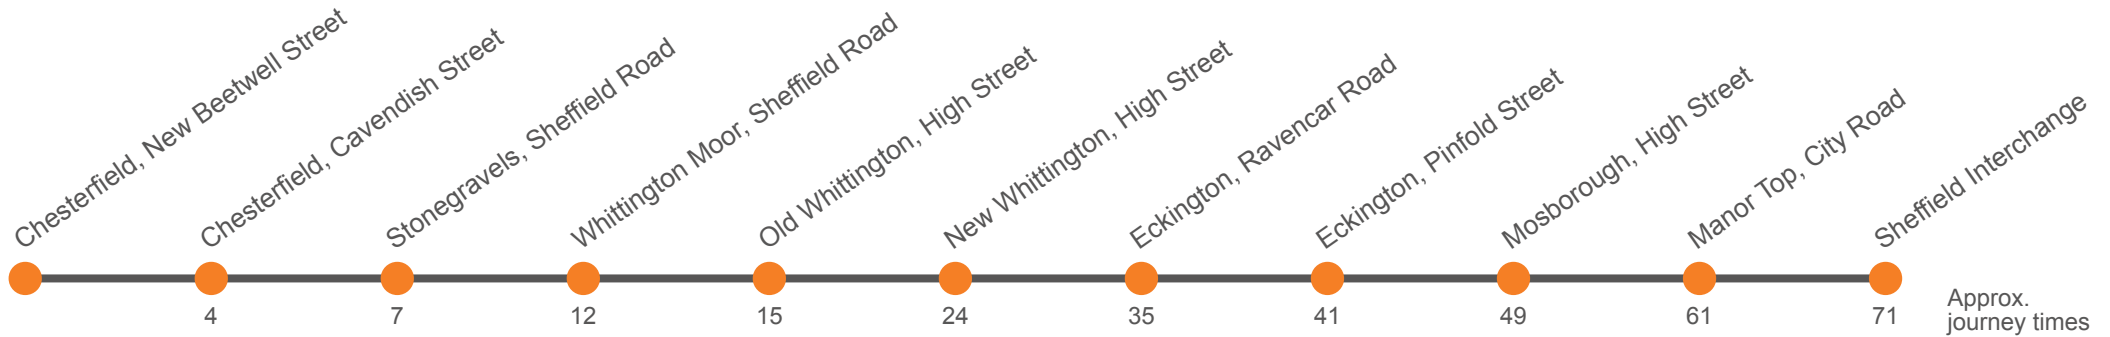 Chesterfield, New Beetwell Street
Chesterfield, Cavendish Street
Stonegravels, Sheffield Road
Whittington Moor, Sheffield Road
Old Whittington, High Street
New Whittington, High Street
Eckington, Ravencar Road
Eckington, Pinfold Street
Mosborough, High Street
Manor Top, City Road
Sheffield Interchange
4
7
12
15
24
35
41
49
61
71
Approx.
journey times